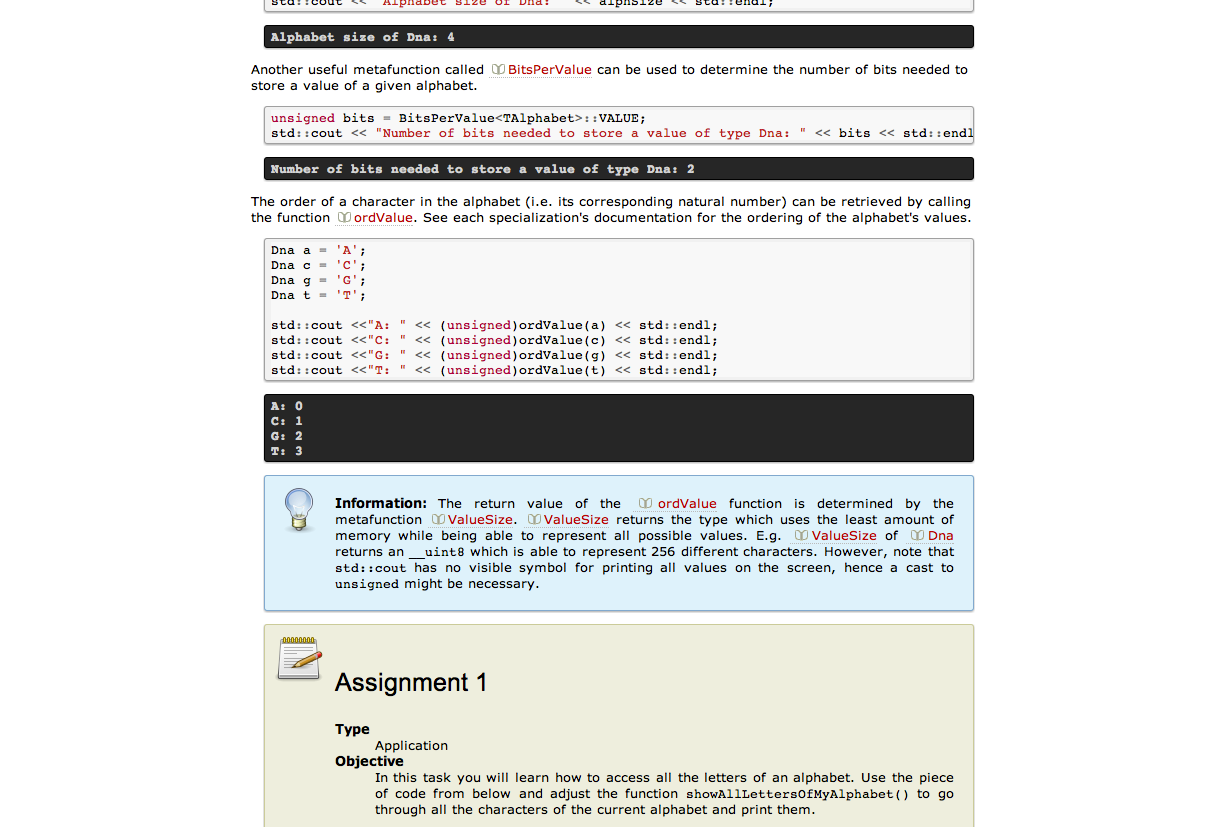 std::cout << "Alphabet size of Dna: " << alphSize << std::endl;
Alphabet size of Dna: 4
Another useful metafunction called BitsPerValue can be used to determine the number of bits needed to
store a value of a given alphabet.
unsigned bits = BitsPerValue<TAlphabet>::VALUE;
std::cout << "Number of bits needed to store a value of type Dna: " << bits << std::endl
Number of bits needed to store a value of type Dna: 2
The order of a character in the alphabet (i.e. its corresponding natural number) can be retrieved by calling
the function ordValue. See each specialization's documentation for the ordering of the alphabet's values.
Dna a = 'A';
Dna c = 'C';
Dna g = 'G';
Dna t = 'T';
std::cout <<"A: " << (unsigned)ordValue(a) << std::endl;
std::cout <<"C: " << (unsigned)ordValue(c) << std::endl;
std::cout <<"G: " << (unsigned)ordValue(g) << std::endl;
std::cout <<"T: " << (unsigned)ordValue(t) << std::endl;
A: 0
C: 1
G: 2
T: 3
Information: The return value of the ordValue function is determined by the
metafunction ValueSize. ValueSize returns the type which uses the least amount of
memory while being able to represent all possible values. E.g. ValueSize of Dna
returns an __uint8 which is able to represent 256 different characters. However, note that
std::cout has no visible symbol for printing all values on the screen, hence a cast to
unsigned might be necessary.
Assignment 1
Type
Application
Objective
In this task you will learn how to access all the letters of an alphabet. Use the piece
of code from below and adjust the function showAllLettersOfMyAlphabet() to go
through all the characters of the current alphabet and print them.